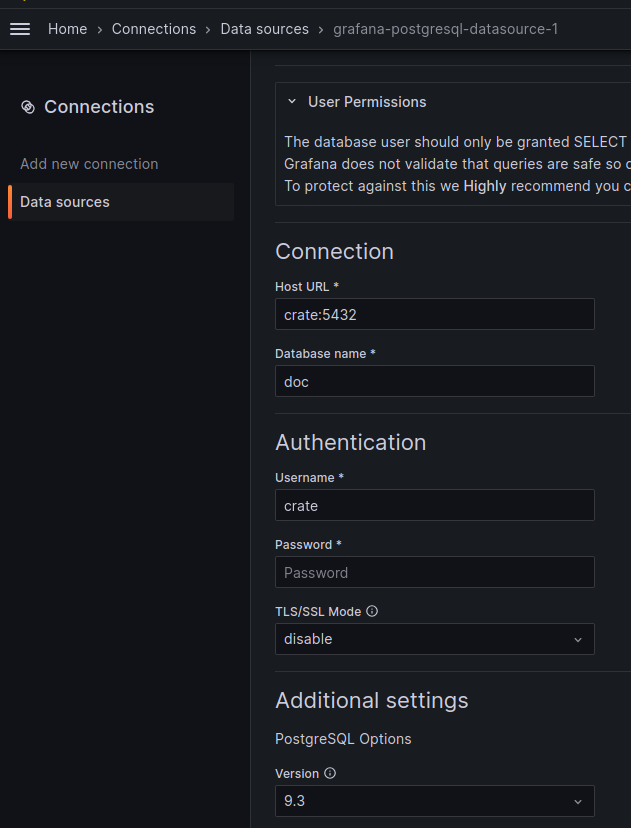 Home › Connections › Data sources › grafana-postgresql-datasource-1
Connections
Add new connection
Data sources
User Permissions
The database user should only be granted SELECT
Grafana does not validate that queries are safe so
To protect against this we Highly recommend you
Connection
Host URL *
crate:5432
Database name *
doc
Authentication
Username *
crate
Password *
Password
TLS/SSL Mode
disable
Additional settings
PostgreSQL Options
Version
9.3